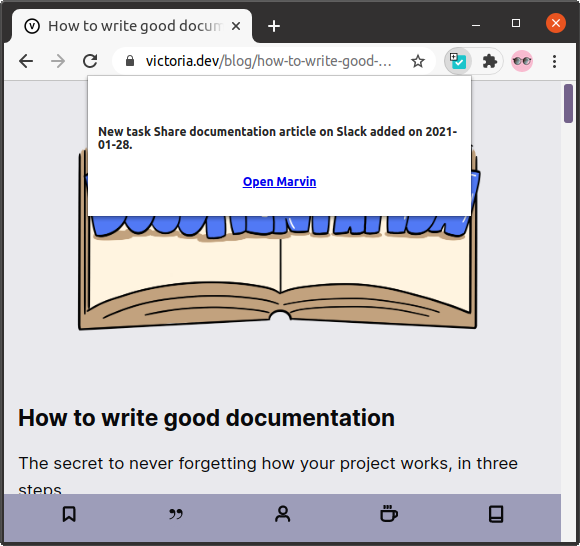 V How to write good docum
victoria.dev/blog/how-to-write-good-...
New task Share documentation article on Slack added on 2021-
01-28.
Open Marvin
How to write good documentation
The secret to never forgetting how your project works, in three
steps